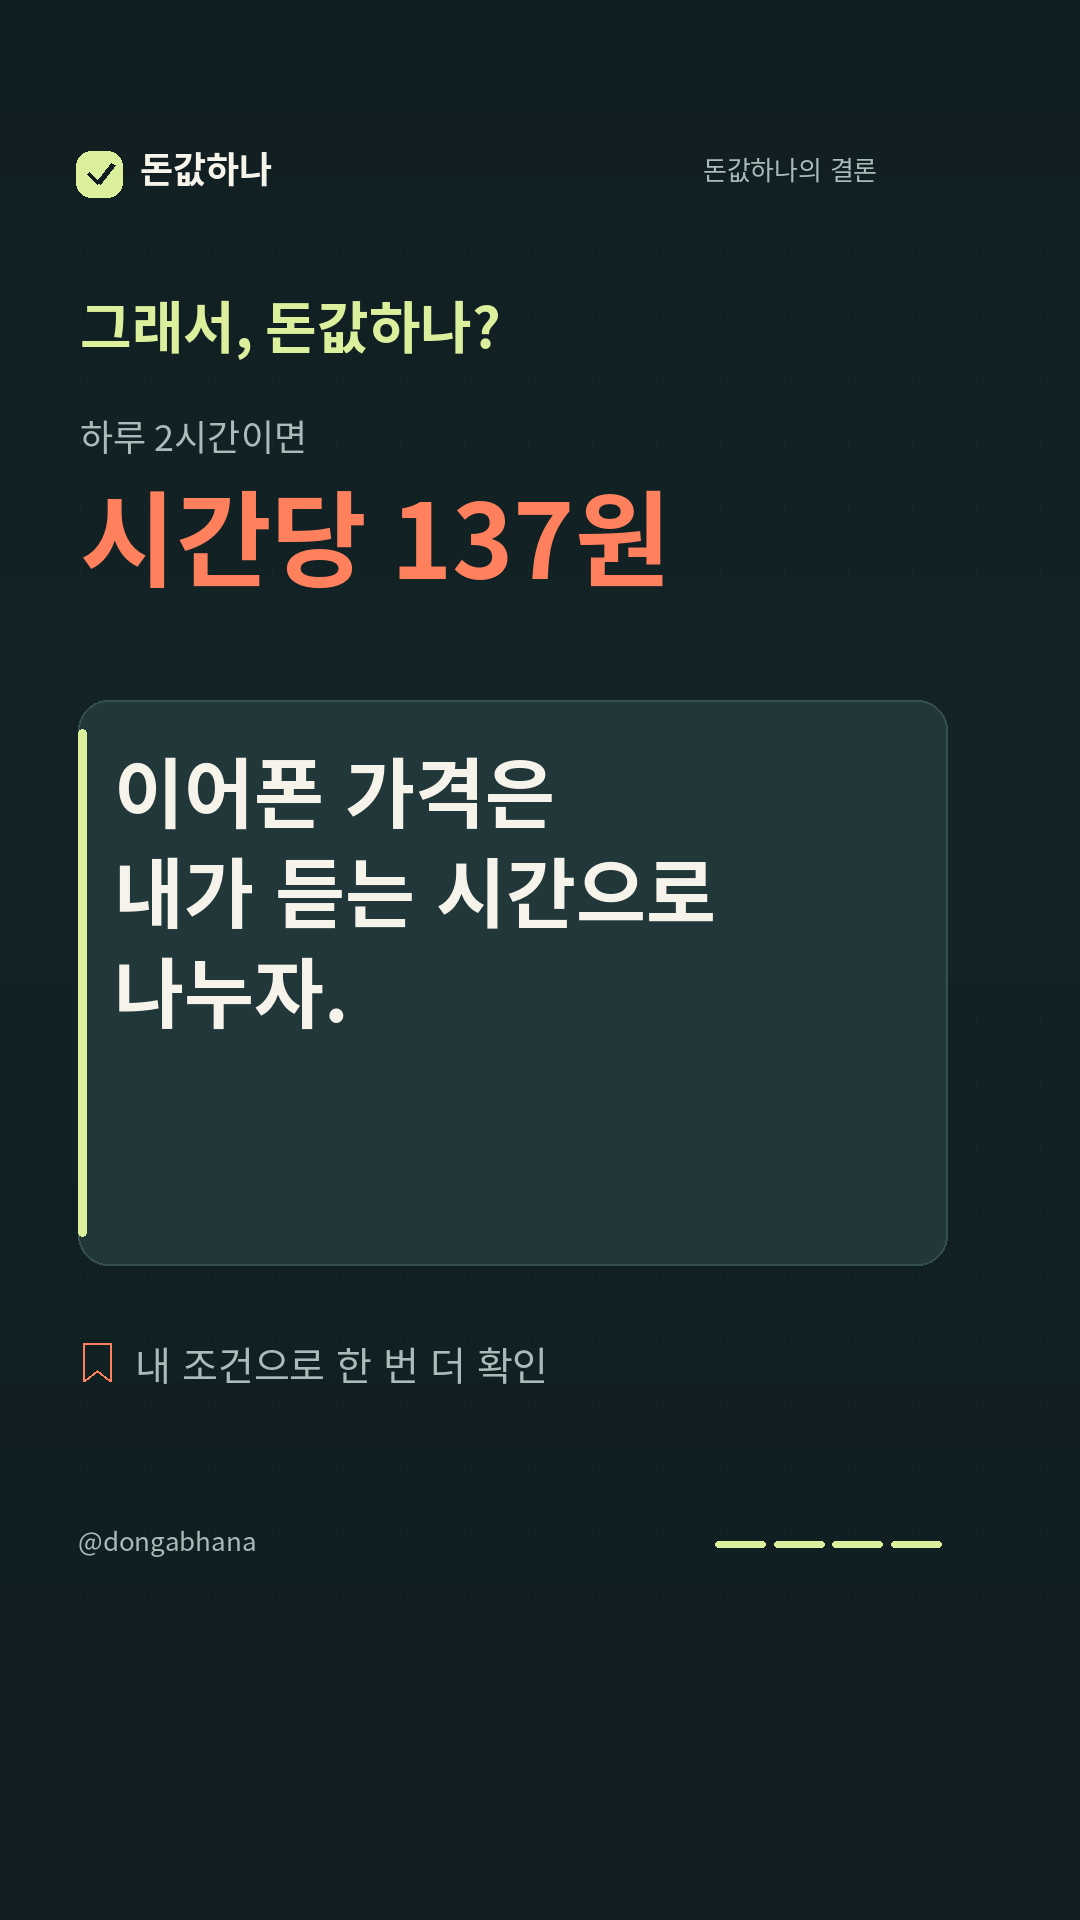 돈값하나
돈값하나의 결론
그래서, 돈값하나?
하루 2시간이면
시간당 137원
이어폰 가격은
내가 듣는 시간으로
나누자.
내 조건으로 한 번 더 확인
@dongabhana